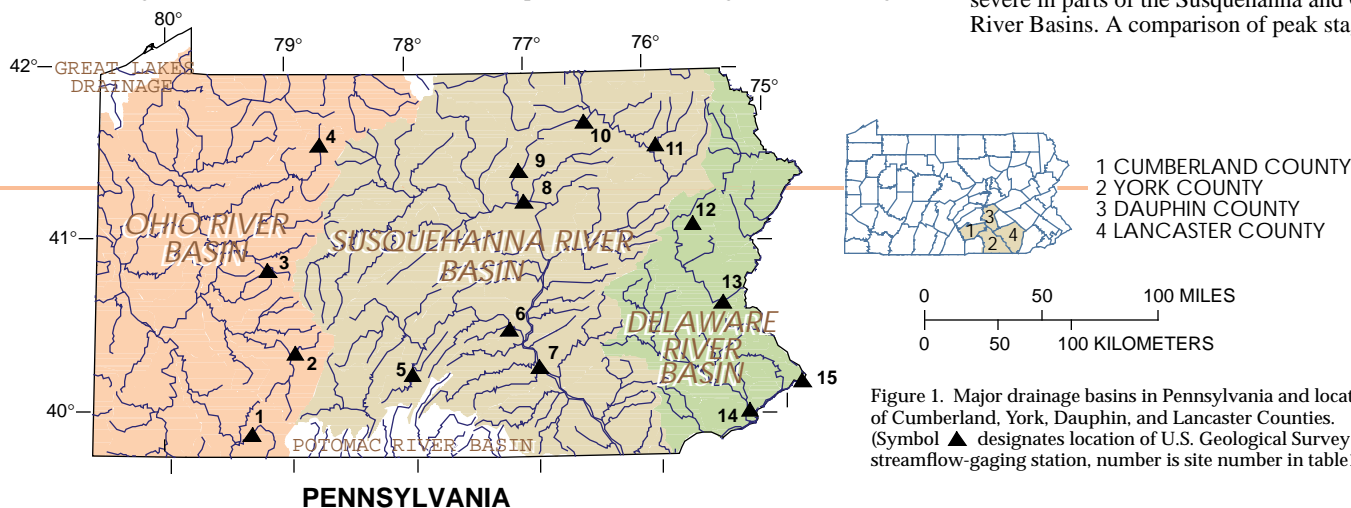 severe in parts of the Susquehanna and
River Basins. A comparison of peak sta
80°
79°
78°
77°
76°
75°
42°
GREAT LAKES
DRAINAGE
4
10
11
9
8
12
OHIO RIVER
BASIN
SUSQUEHANNA RIVER
BASIN
41°
3
13
6
DELAWARE
RIVER
BASIN
2
5
7
15
14
40°
1
POTOMAC RIVER BASIN
PENNSYLVANIA
3
1
2
4
1 CUMBERLAND COUNTY
2 YORK COUNTY
3 DAUPHIN COUNTY
4 LANCASTER COUNTY
0 50 100 MILES
0 50 100 KILOMETERS
Figure 1. Major drainage basins in Pennsylvania and locat
of Cumberland, York, Dauphin, and Lancaster Counties.
(Symbol ▲ designates location of U.S. Geological Survey
streamflow-gaging station, number is site number in table